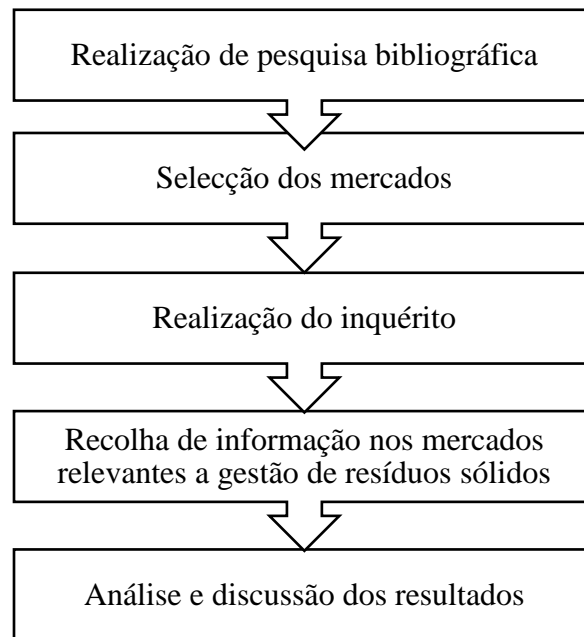 Realização de pesquisa bibliográfica
Selecção dos mercados
Realização do inquérito
Recolha de informação nos mercados
relevantes a gestão de resíduos sólidos
Análise e discussão dos resultados